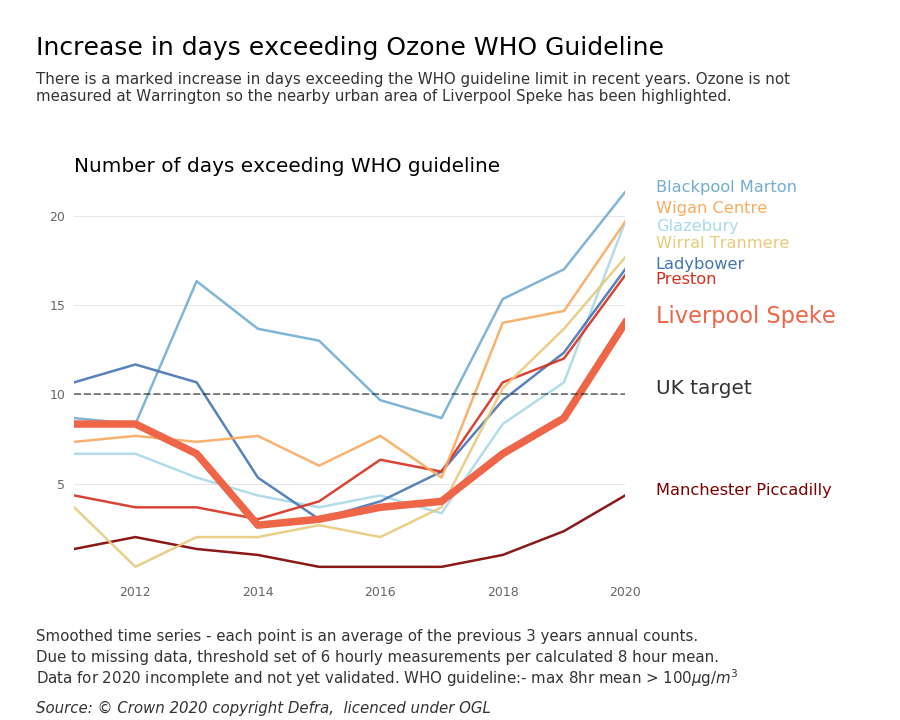 Increase in days exceeding Ozone WHO Guideline
There is a marked increase in days exceeding the WHO guideline limit in recent years. Ozone is not
measured at Warrington so the nearby urban area of Liverpool Speke has been highlighted.
Number of days exceeding WHO guideline
Blackpool Marton
Wigan Centre
20
Glazebury
Wirral Tranmere
Ladybower
Preston
15
Liverpool Speke
10
UK target
5
Manchester Piccadilly
2012
2014
2016
2018
2020
Smoothed time series - each point is an average of the previous 3 years annual counts.
Due to missing data, threshold set of 6 hourly measurements per calculated 8 hour mean.
Data for 2020 incomplete and not yet validated. WHO guideline:- max 8hr mean > 100μg/m³
Source: © Crown 2020 copyright Defra,  licenced under OGL